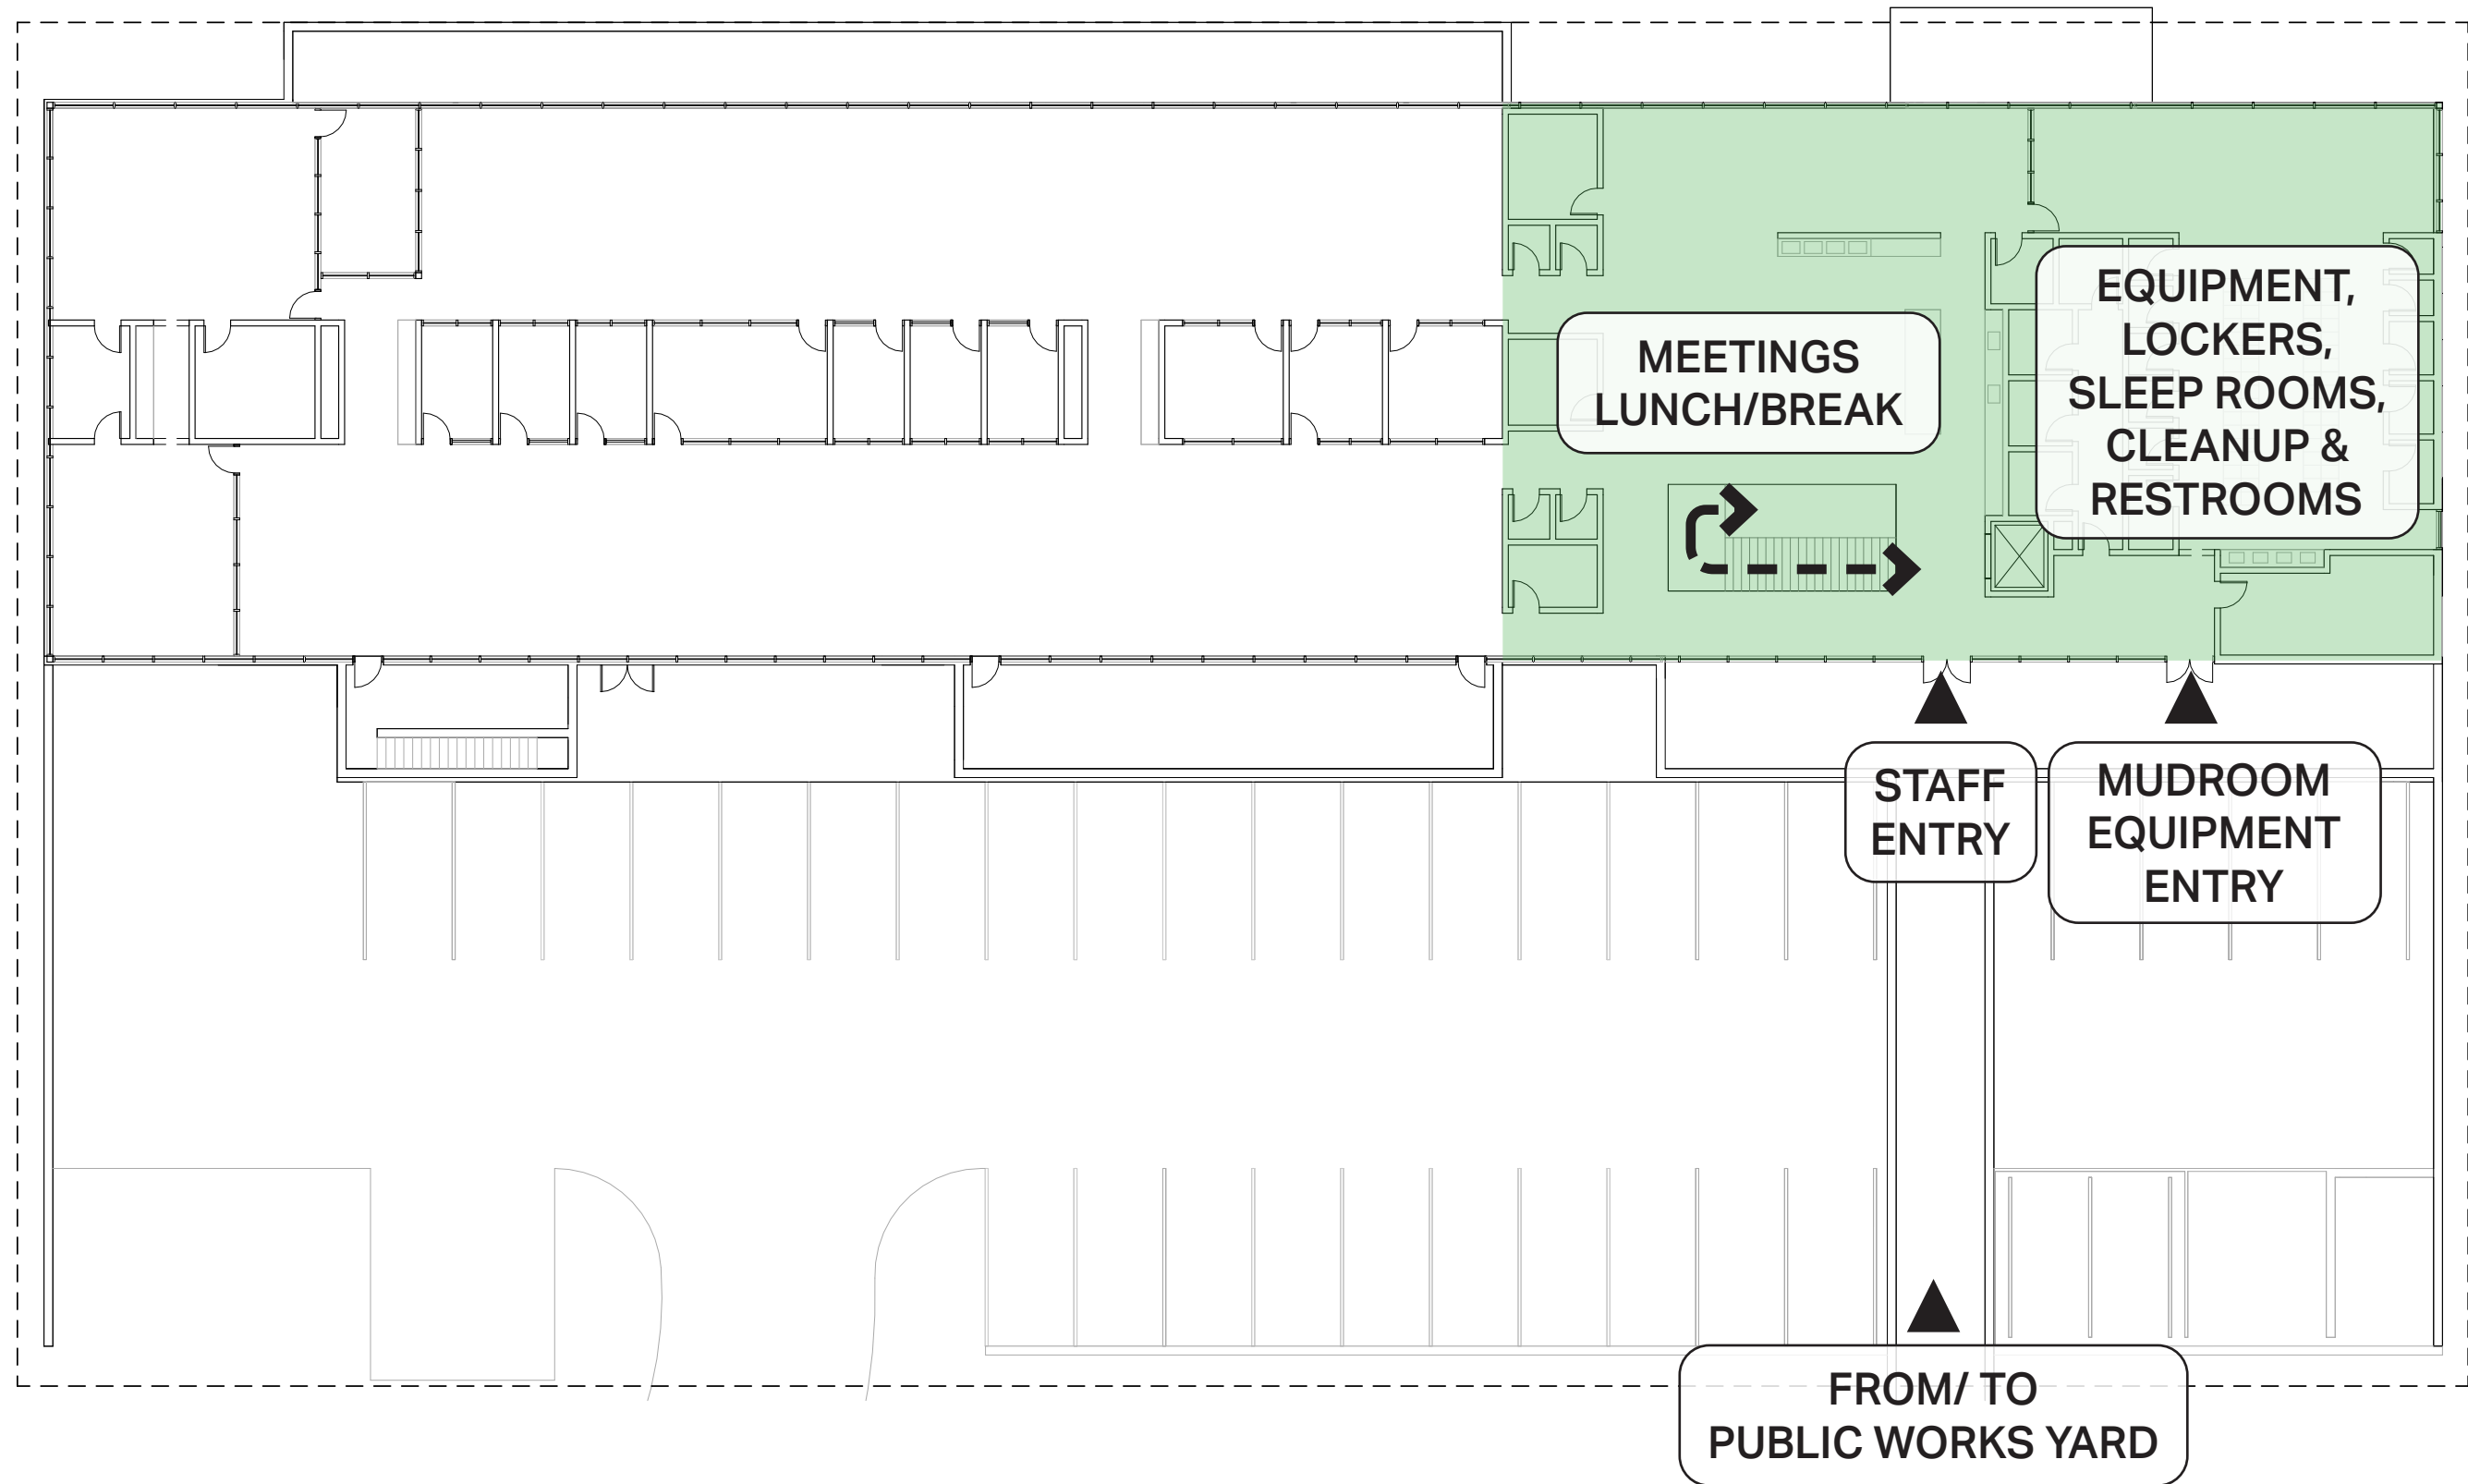 MEETINGS
LUNCH/BREAK
EQUIPMENT,
LOCKERS,
SLEEP ROOMS,
CLEANUP &
RESTROOMS
STAFF
ENTRY
MUDROOM
EQUIPMENT
ENTRY
FROM/ TO
PUBLIC WORKS YARD